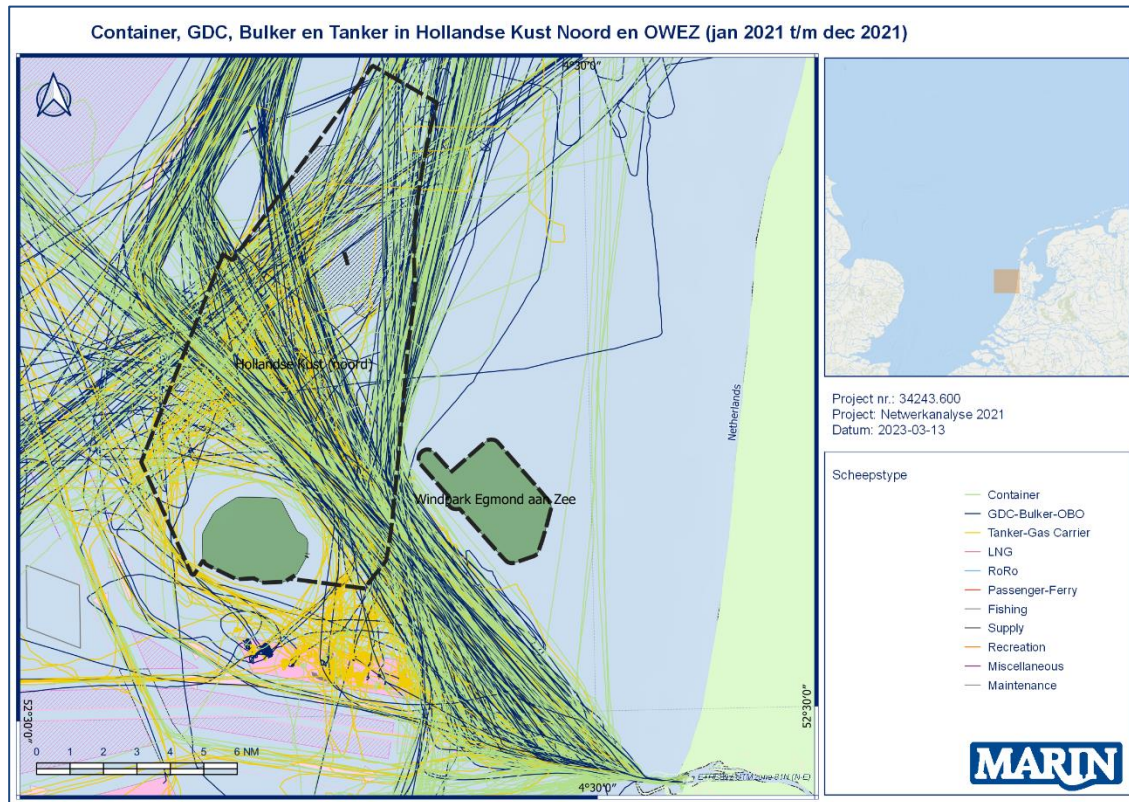 Container, GDC, Bulker en Tanker in Hollandse Kust Noord en OWEZ (jan 2021 t/m dec 2021)
4°30'0"
Hollandse Kust (noord)
Windpark Egmond aan Zee
Netherlands
52°30'0"
52°30'0"
0 1 2 3 4 5 6 NM
4°30'0"
Project nr.: 34243.600
Project: Netwerkanalyse 2021
Datum: 2023-03-13
Scheepstype
Container
GDC-Bulker-OBO
Tanker-Gas Carrier
LNG
RoRo
Passenger-Ferry
Fishing
Supply
Recreation
Miscellaneous
Maintenance
MARIN